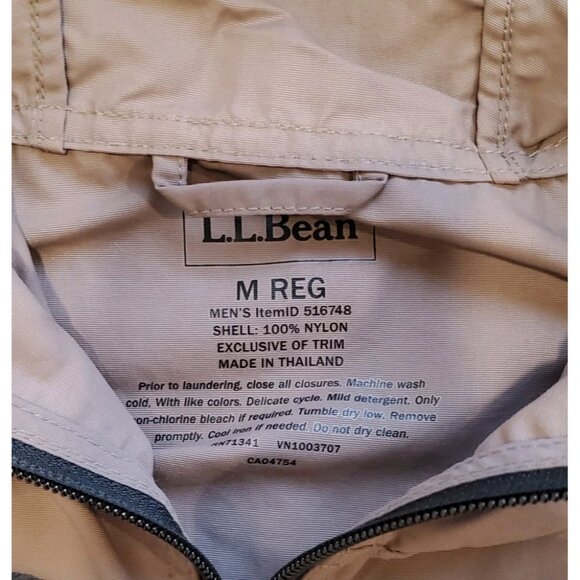 L.L.Bean
M REG
MEN'S ItemID 516748
SHELL: 100% NYLON
EXCLUSIVE OF TRIM
MADE IN THAILAND
Prior to laundering, close all closures. Machine wash
cold. With like colors. Delicate cycle. Mild detergent. Only
non-chlorine bleach if required. Tumble dry low. Remove
promptly. Cool iron if needed. Do not dry clean.
VN1003707
CA04754